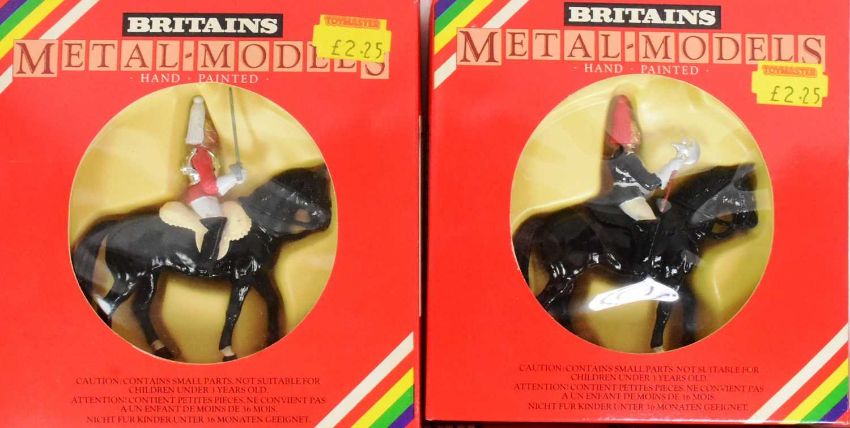 BRITAINS
METAL-MODELS
· HAND · PAINTED ·
TOYMASTER
£2.25
CAUTION: CONTAINS SMALL PARTS, NOT SUITABLE FOR
CHILDREN UNDER 3 YEARS OLD.
ATTENTION: CONTIENT PETITES PIECES, NE CONVIENT PAS
A UN ENFANT DE MOINS DE 36 MOIS.
NICHT FUR KINDER UNTER 36 MONATEN GEEIGNET.
BRITAINS
METAL-MODELS
· HAND · PAINTED ·
TOYMASTER
£2.25
CAUTION: CONTAINS SMALL PARTS, NOT SUITABLE FOR
CHILDREN UNDER 3 YEARS OLD.
ATTENTION: CONTIENT PETITES PIECES, NE CONVIENT PAS
A UN ENFANT DE MOINS DE 36 MOIS.
NICHT FUR KINDER UNTER 36 MONATEN GEEIGNET.